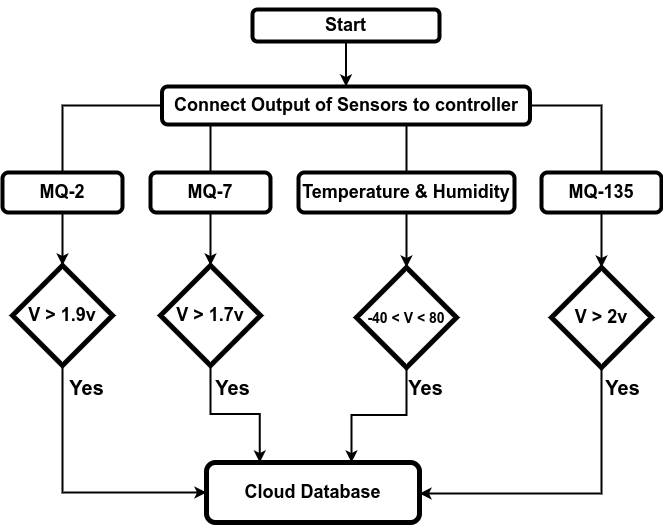 Start
Connect Output of Sensors to controller
MQ-2
MQ-7
Temperature & Humidity
MQ-135
V > 1.9v
V > 1.7v
-40 < V < 80
V > 2v
Yes
Yes
Yes
Yes
Cloud Database